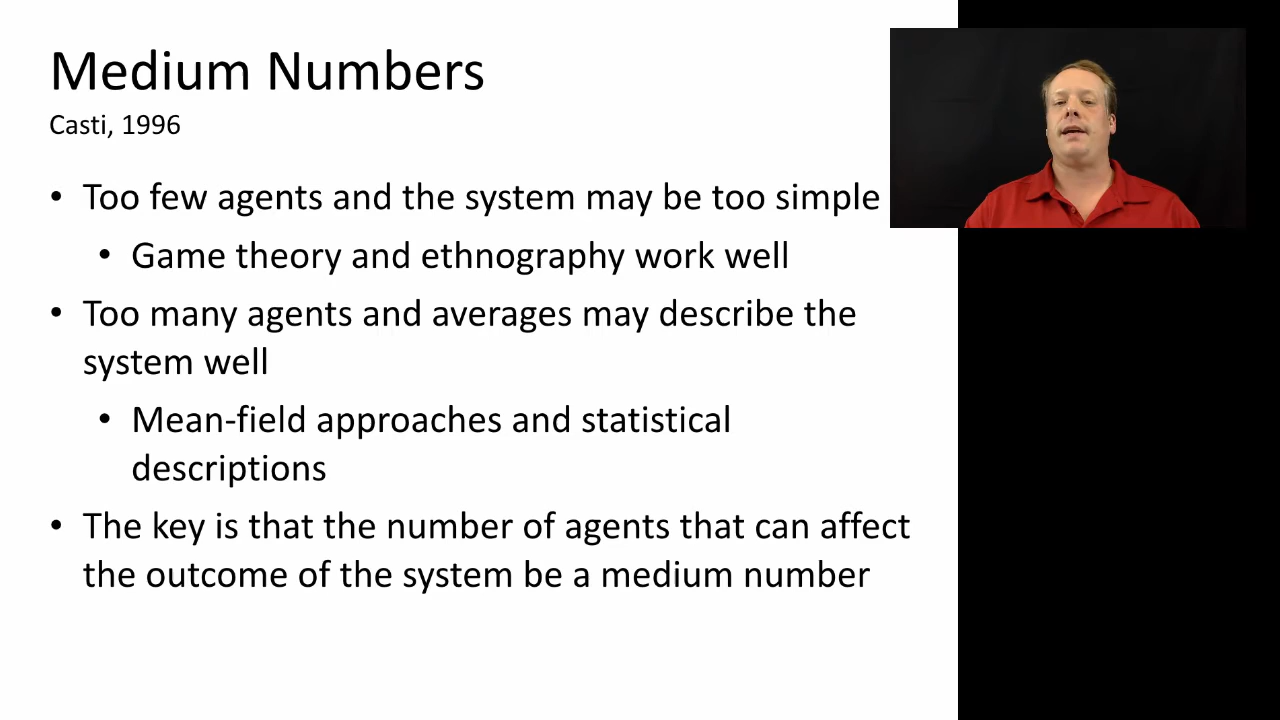 Medium Numbers
Casti, 1996
• Too few agents and the system may be too simple
• Game theory and ethnography work well
• Too many agents and averages may describe the
system well
• Mean-field approaches and statistical
descriptions
• The key is that the number of agents that can affect
the outcome of the system be a medium number